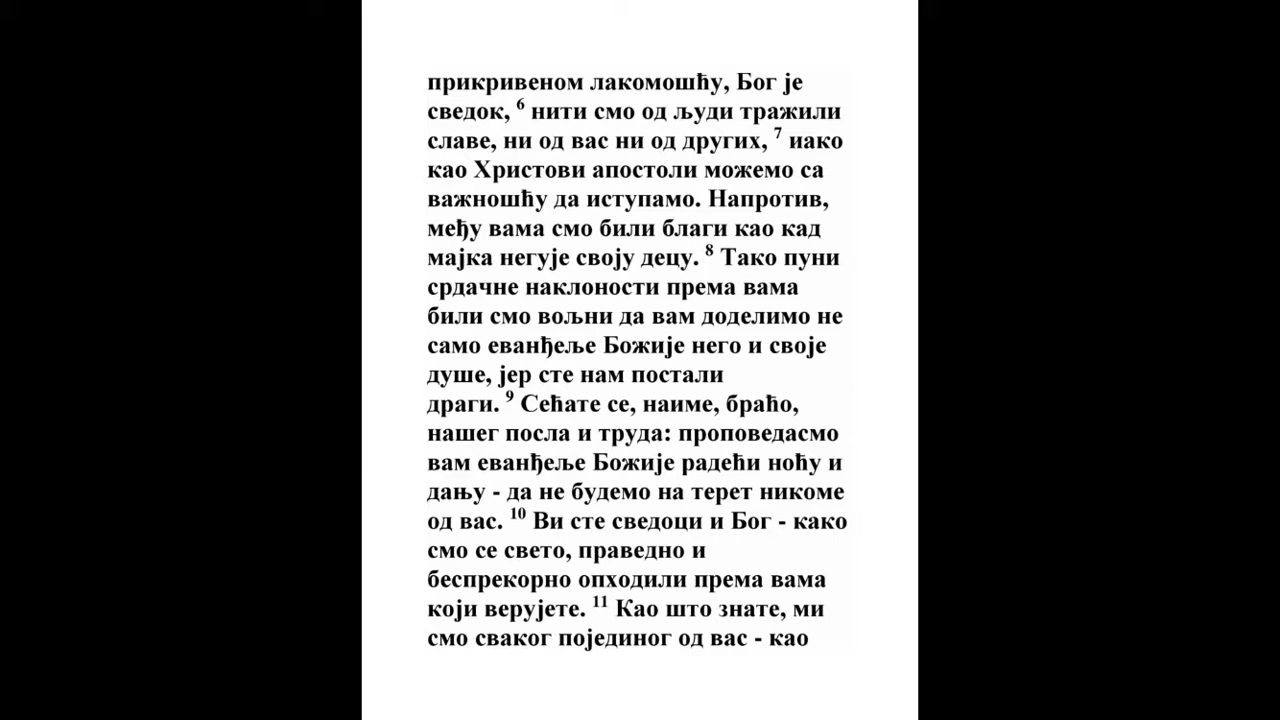 прикривеном лакомошћу, Бог је
сведок, 6 нити смо од људи тражили
славе, ни од вас ни од других, 7 иако
као Христови апостоли можемо са
важношћу да иступамо. Напротив,
међу вама смо били благи као кад
мајка негује своју децу. 8 Тако пуни
срдачне наклоности према вама
били смо вољни да вам доделимо не
само еванђеље Божије него и своје
душе, јер сте нам постали
драги. 9 Сећате се, наиме, браћо,
нашег посла и труда: проповедасмо
вам еванђеље Божије радећи ноћу и
дању - да не будемо на терет никоме
од вас. 10 Ви сте сведоци и Бог - како
смо се свето, праведно и
беспрекорно опходили према вама
који верујете. 11 Као што знате, ми
смо сваког појединог од вас - као